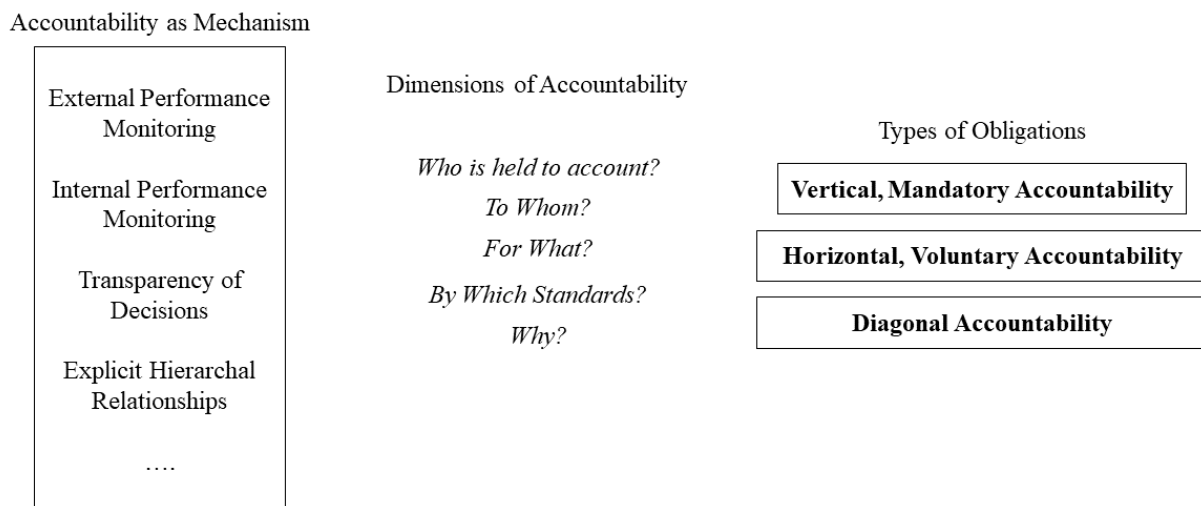 Accountability as Mechanism
External Performance
Monitoring
Internal Performance
Monitoring
Transparency of
Decisions
Explicit Hierarchal
Relationships
….
Dimensions of Accountability
Who is held to account?
To Whom?
For What?
By Which Standards?
Why?
Types of Obligations
Vertical, Mandatory Accountability
Horizontal, Voluntary Accountability
Diagonal Accountability